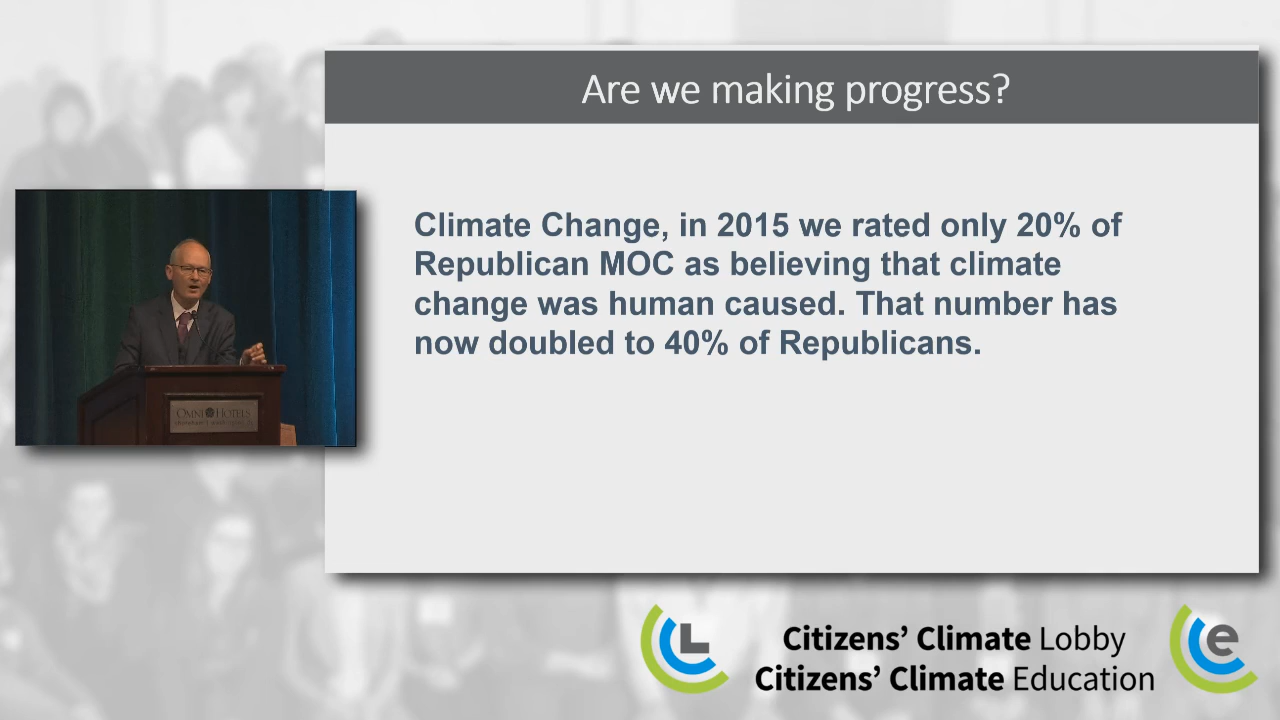 Are we making progress?
Climate Change, in 2015 we rated only 20% of
Republican MOC as believing that climate
change was human caused. That number has
now doubled to 40% of Republicans.
OMNI HOTELS
L
Citizens' Climate Lobby
Citizens' Climate Education
e